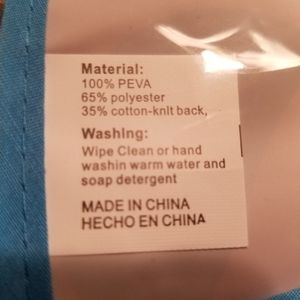 Material:
100% PEVA
65% polyester
35% cotton-knlt back,
Washing:
Wipe Clean or hand
washin warm water and
soap detergent
MADE IN CHINA
HECHO EN CHINA